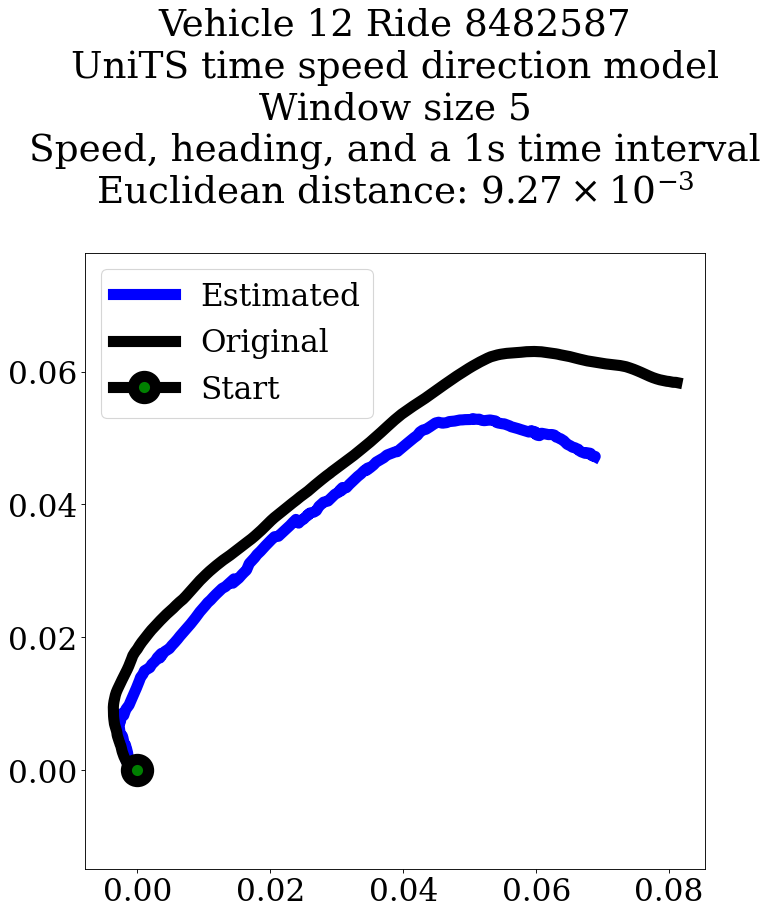 Vehicle 12 Ride 8482587
UniTS time speed direction model
Window size 5
Speed, heading, and a 1s time interval
Euclidean distance: 9.27 × 10⁻³
Estimated
Original
Start
0.06
0.04
0.02
0.00
0.00 0.02 0.04 0.06 0.08